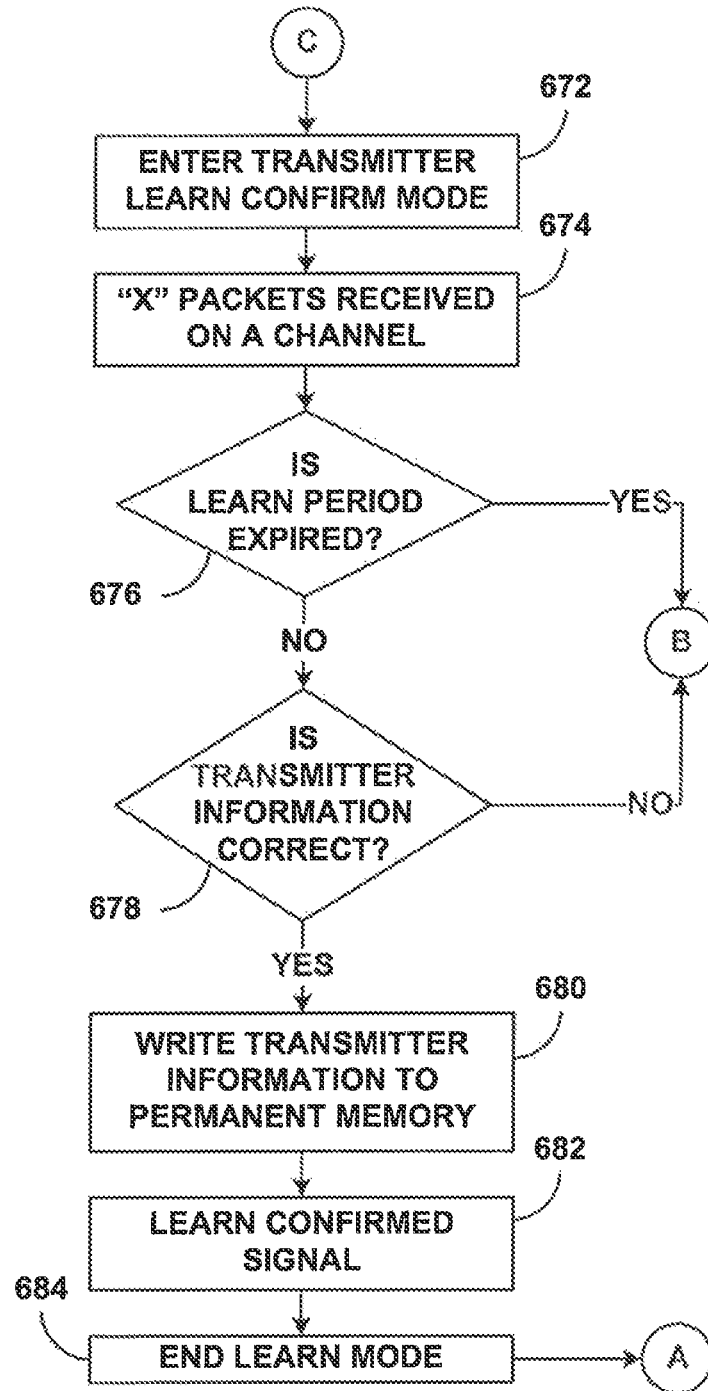 C
672
ENTER TRANSMITTER
LEARN CONFIRM MODE
674
“X” PACKETS RECEIVED
ON A CHANNEL
IS
LEARN PERIOD
EXPIRED?
YES
676
NO
B
IS
TRANSMITTER
INFORMATION
CORRECT?
NO
678
YES
680
WRITE TRANSMITTER
INFORMATION TO
PERMANENT MEMORY
682
LEARN CONFIRMED
SIGNAL
684
END LEARN MODE
A